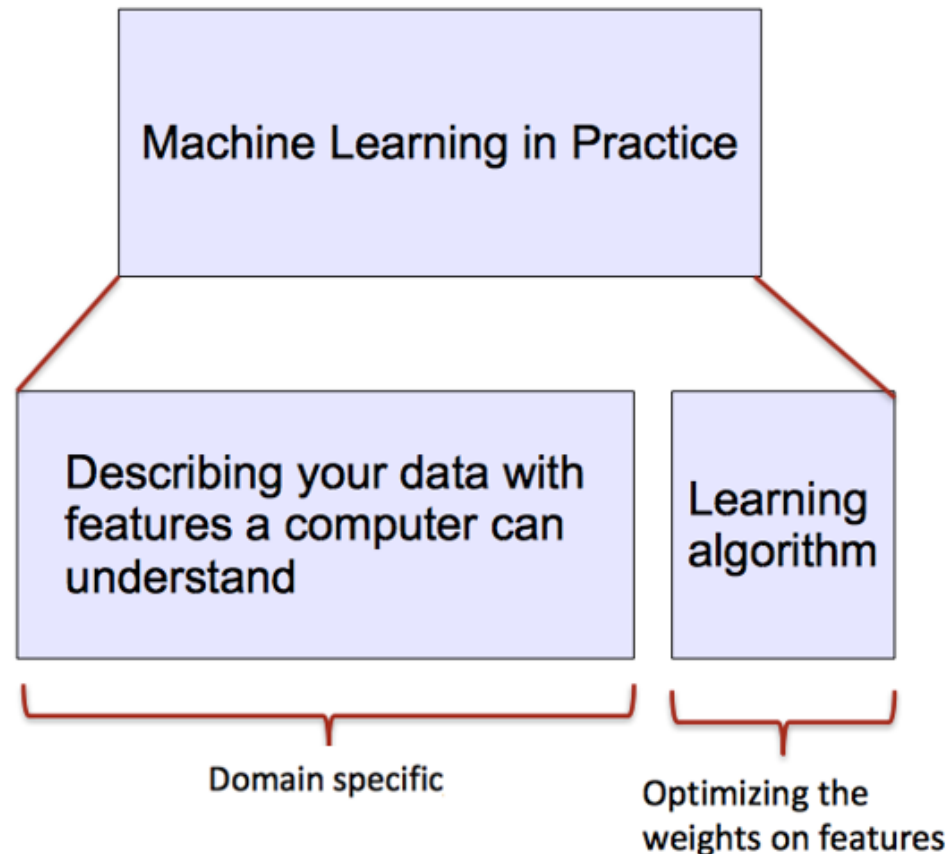 Machine Learning in Practice
Describing your data with
features a computer can
understand
Learning
algorithm
Domain specific
Optimizing the
weights on features